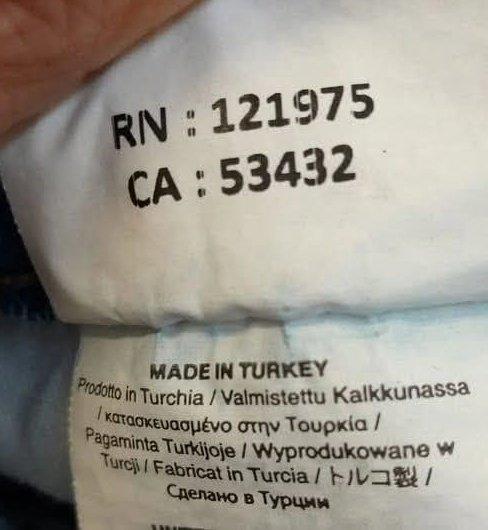 RN : 121975
CA : 53432
MADE IN TURKEY
Prodotto in Turchia / Valmistettu Kalkkunassa
/ κατασκευασμένο στην Τουρκία /
Pagaminta Turkijoje / Wyprodukowane w
Turcji / Fabricat in Turcia / トルコ製 /
Сделано в Турции